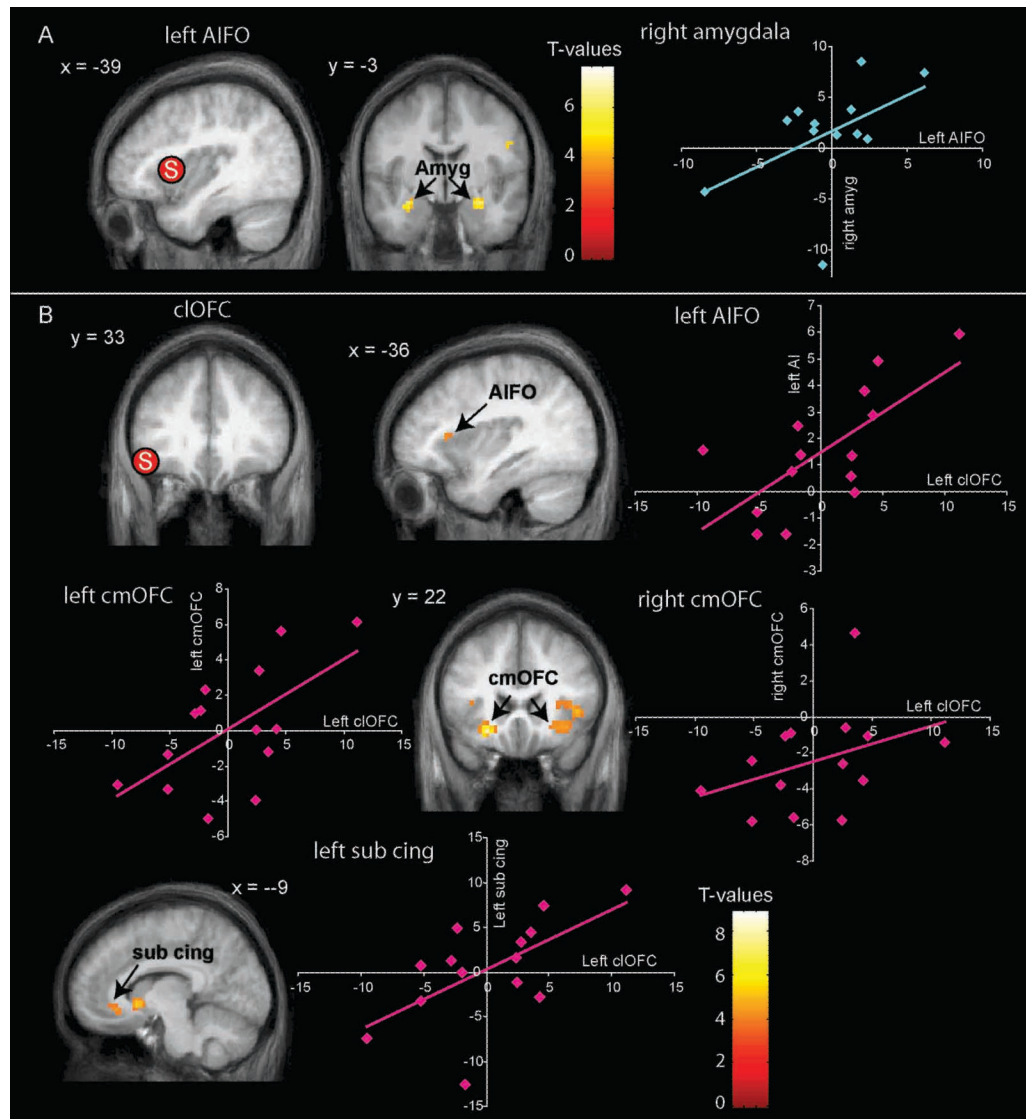 A
left AIFO
x = -39
S
y = -3
Amyg
T-values
6
4
2
0
right amygdala
10
5
0
-5
-10
-10
-5
0
5
10
Left AIFO
right amyg
B
clOFC
y = 33
S
x = -36
AIFO
left AIFO
7
6
5
4
3
2
1
0
-1
-2
-3
left AI
-15
-10
-5
0
5
10
15
Left clOFC
left cmOFC
8
6
4
2
0
-2
-4
-6
left cmOFC
-15
-10
-5
0
5
10
15
Left clOFC
y = 22
cmOFC
right cmOFC
6
4
2
0
-2
-4
-6
-8
right cmOFC
-15
-10
-5
0
5
10
15
Left clOFC
x = --9
sub cing
left sub cing
15
10
5
0
-5
-10
-15
Left sub cing
-15
-10
-5
0
5
10
15
Left clOFC
T-values
8
6
4
2
0